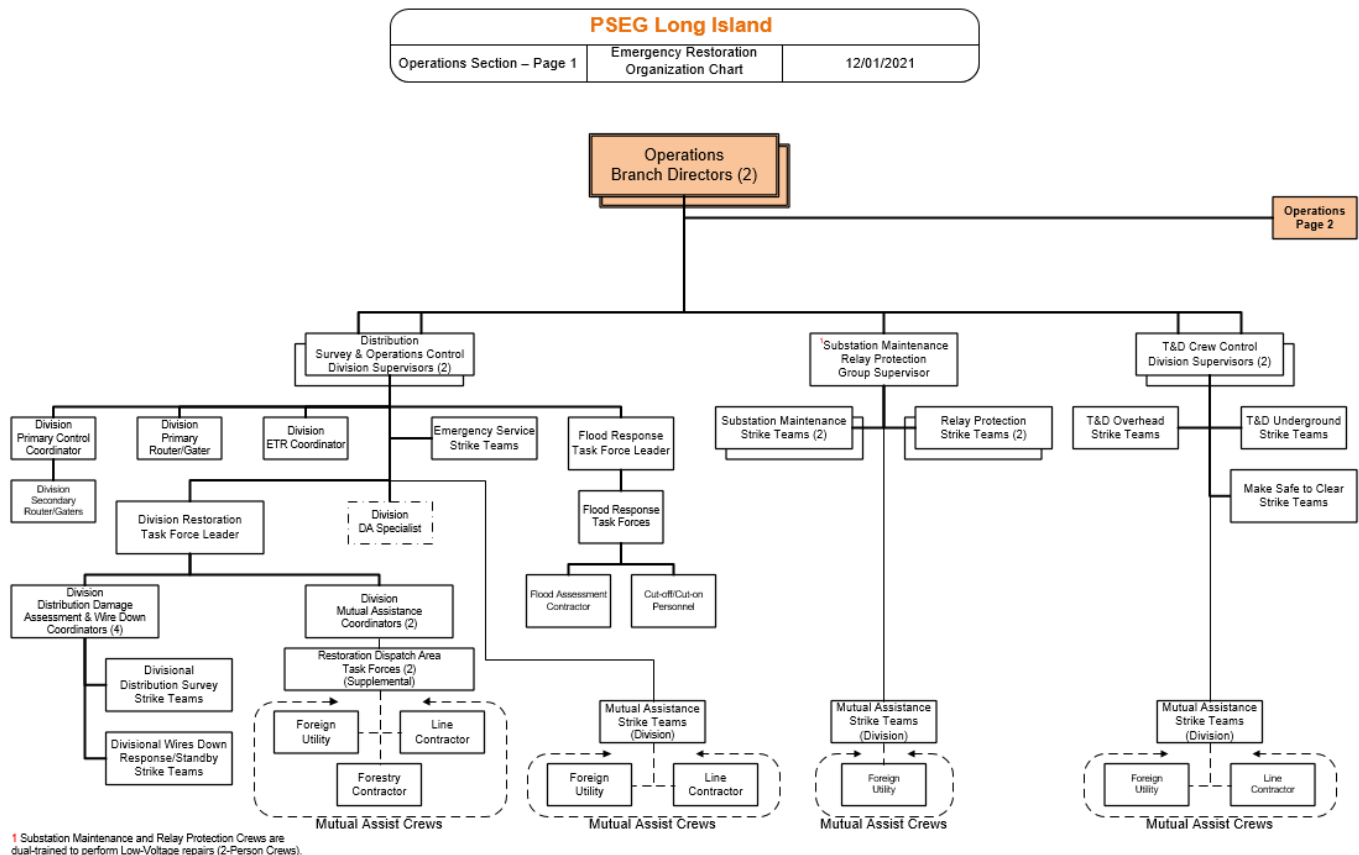 PSEG Long Island
Operations Section – Page 1
Emergency Restoration
Organization Chart
12/01/2021
Operations
Branch Directors (2)
Operations
Page 2
Distribution
Survey & Operations Control
Division Supervisors (2)
1Substation Maintenance
Relay Protection
Group Supervisor
T&D Crew Control
Division Supervisors (2)
Division
Primary Control
Coordinator
Division
Primary
Router/Gater
Division
ETR Coordinator
Emergency Service
Strike Teams
Flood Response
Task Force Leader
Substation Maintenance
Strike Teams (2)
Relay Protection
Strike Teams (2)
T&D Overhead
Strike Teams
T&D Underground
Strike Teams
Division
Secondary
Router/Gaters
Division Restoration
Task Force Leader
Division
DA Specialist
Flood Response
Task Forces
Make Safe to Clear
Strike Teams
Division
Distribution Damage
Assessment & Wire Down
Coordinators (4)
Division
Mutual Assistance
Coordinators (2)
Flood Assessment
Contractor
Cut-off/Cut-on
Personnel
Restoration Dispatch Area
Task Forces (2)
(Supplemental)
Divisional
Distribution Survey
Strike Teams
Divisional Wires Down
Response/Standby
Strike Teams
Foreign
Utility
Line
Contractor
Forestry
Contractor
Mutual Assist Crews
Mutual Assistance
Strike Teams
(Division)
Foreign
Utility
Line
Contractor
Mutual Assist Crews
Mutual Assistance
Strike Teams
(Division)
Foreign
Utility
Mutual Assist Crews
Mutual Assistance
Strike Teams
(Division)
Foreign
Utility
Line
Contractor
Mutual Assist Crews
1 Substation Maintenance and Relay Protection Crews are
dual-trained to perform Low-Voltage repairs (2-Person Crews).